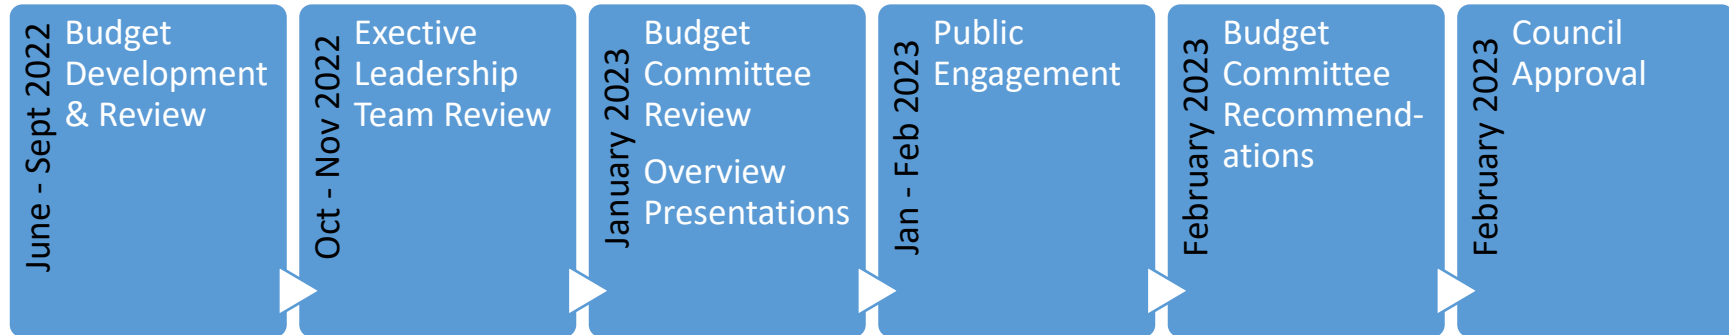 June - Sept 2022
Budget
Development
& Review
Oct - Nov 2022
Exective
Leadership
Team Review
January 2023
Budget
Committee
Review
Overview
Presentations
Jan - Feb 2023
Public
Engagement
February 2023
Budget
Committee
Recommend-
ations
February 2023
Council
Approval